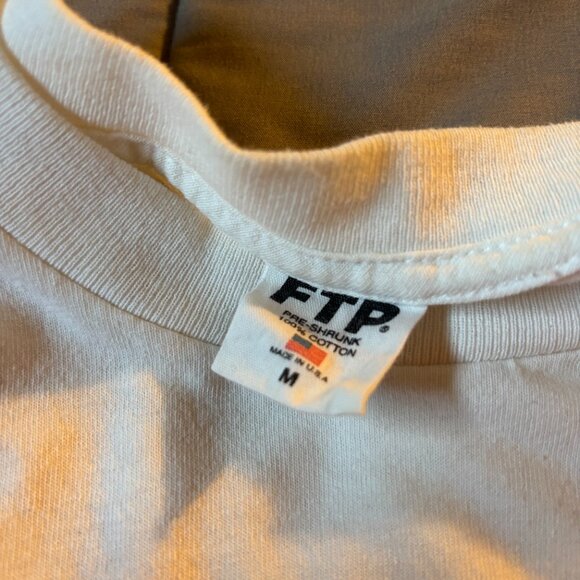 FTP®
PRE-SHRUNK
100% COTTON
MADE IN U.S.A
M